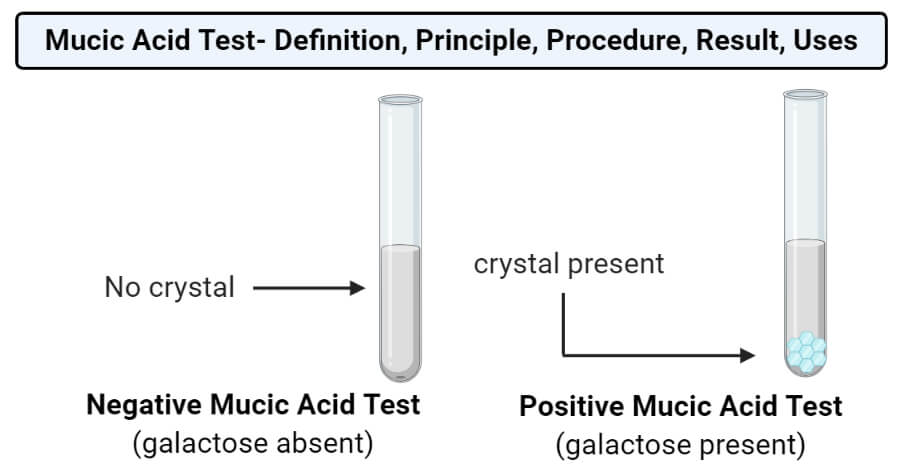 Mucic Acid Test- Definition, Principle, Procedure, Result, Uses
No crystal
crystal present
Negative Mucic Acid Test
(galactose absent)
Positive Mucic Acid Test
(galactose present)